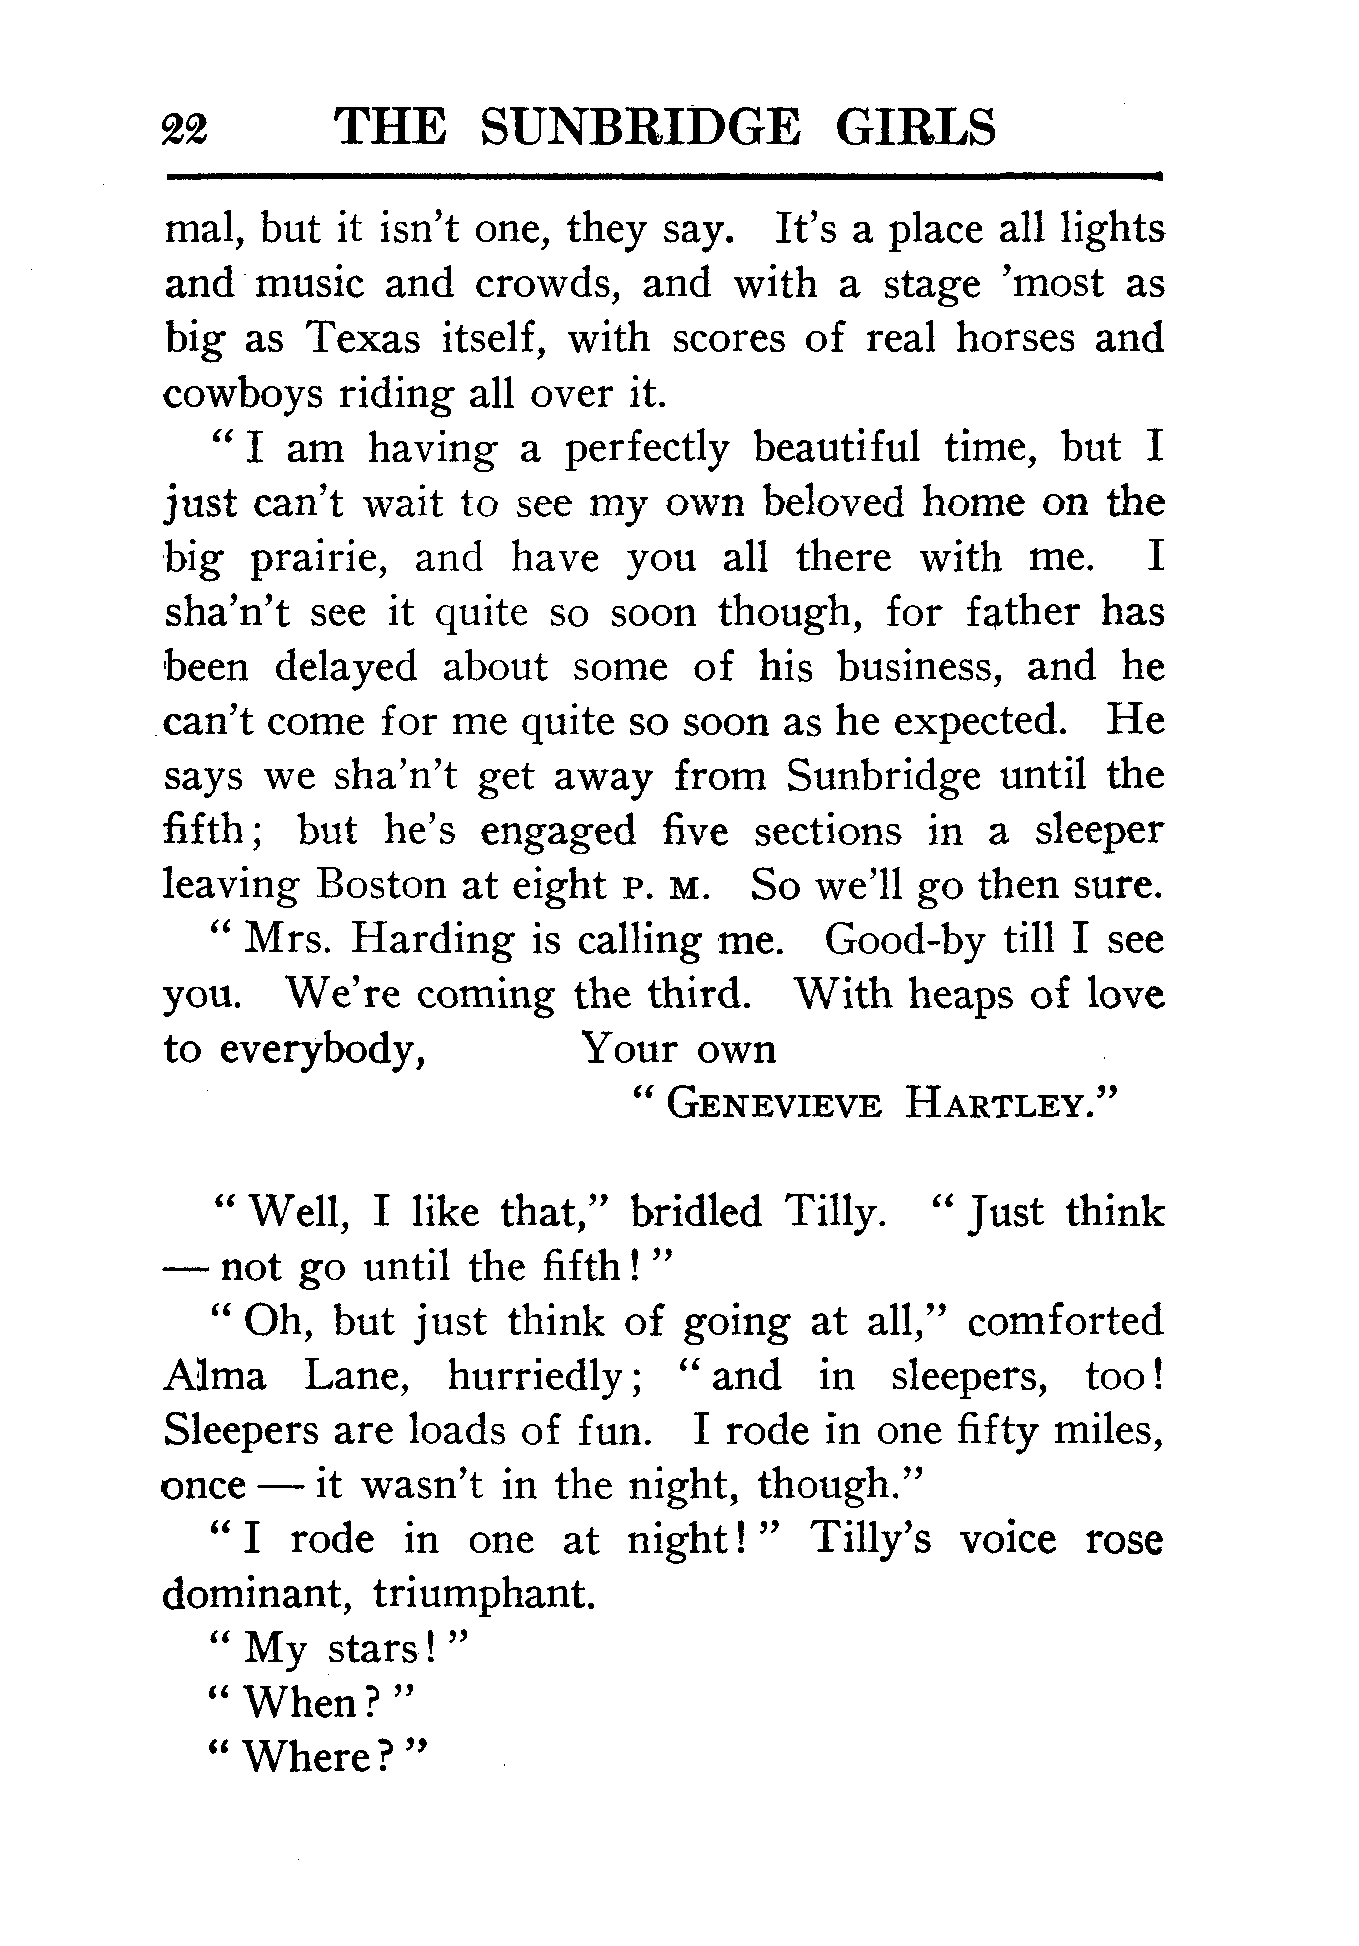 22 THE SUNBRIDGE GIRLS
mal, but it isn't one, they say. It's a place all lights
and music and crowds, and with a stage 'most as
big as Texas itself, with scores of real horses and
cowboys riding all over it.
“ I am having a perfectly beautiful time, but I
just can't wait to see my own beloved home on the
big prairie, and have you all there with me. I
sha'n't see it quite so soon though, for father has
been delayed about some of his business, and he
can't come for me quite so soon as he expected. He
says we sha'n't get away from Sunbridge until the
fifth; but he's engaged five sections in a sleeper
leaving Boston at eight P. M. So we'll go then sure.
“ Mrs. Harding is calling me. Good-by till I see
you. We're coming the third. With heaps of love
to everybody, Your own
“ GENEVIEVE HARTLEY.”
“ Well, I like that,” bridled Tilly. “ Just think
— not go until the fifth! ”
“ Oh, but just think of going at all,” comforted
Alma Lane, hurriedly; “ and in sleepers, too!
Sleepers are loads of fun. I rode in one fifty miles,
once — it wasn't in the night, though.”
“ I rode in one at night! ” Tilly's voice rose
dominant, triumphant.
“ My stars! ”
“ When? ”
“ Where? ”